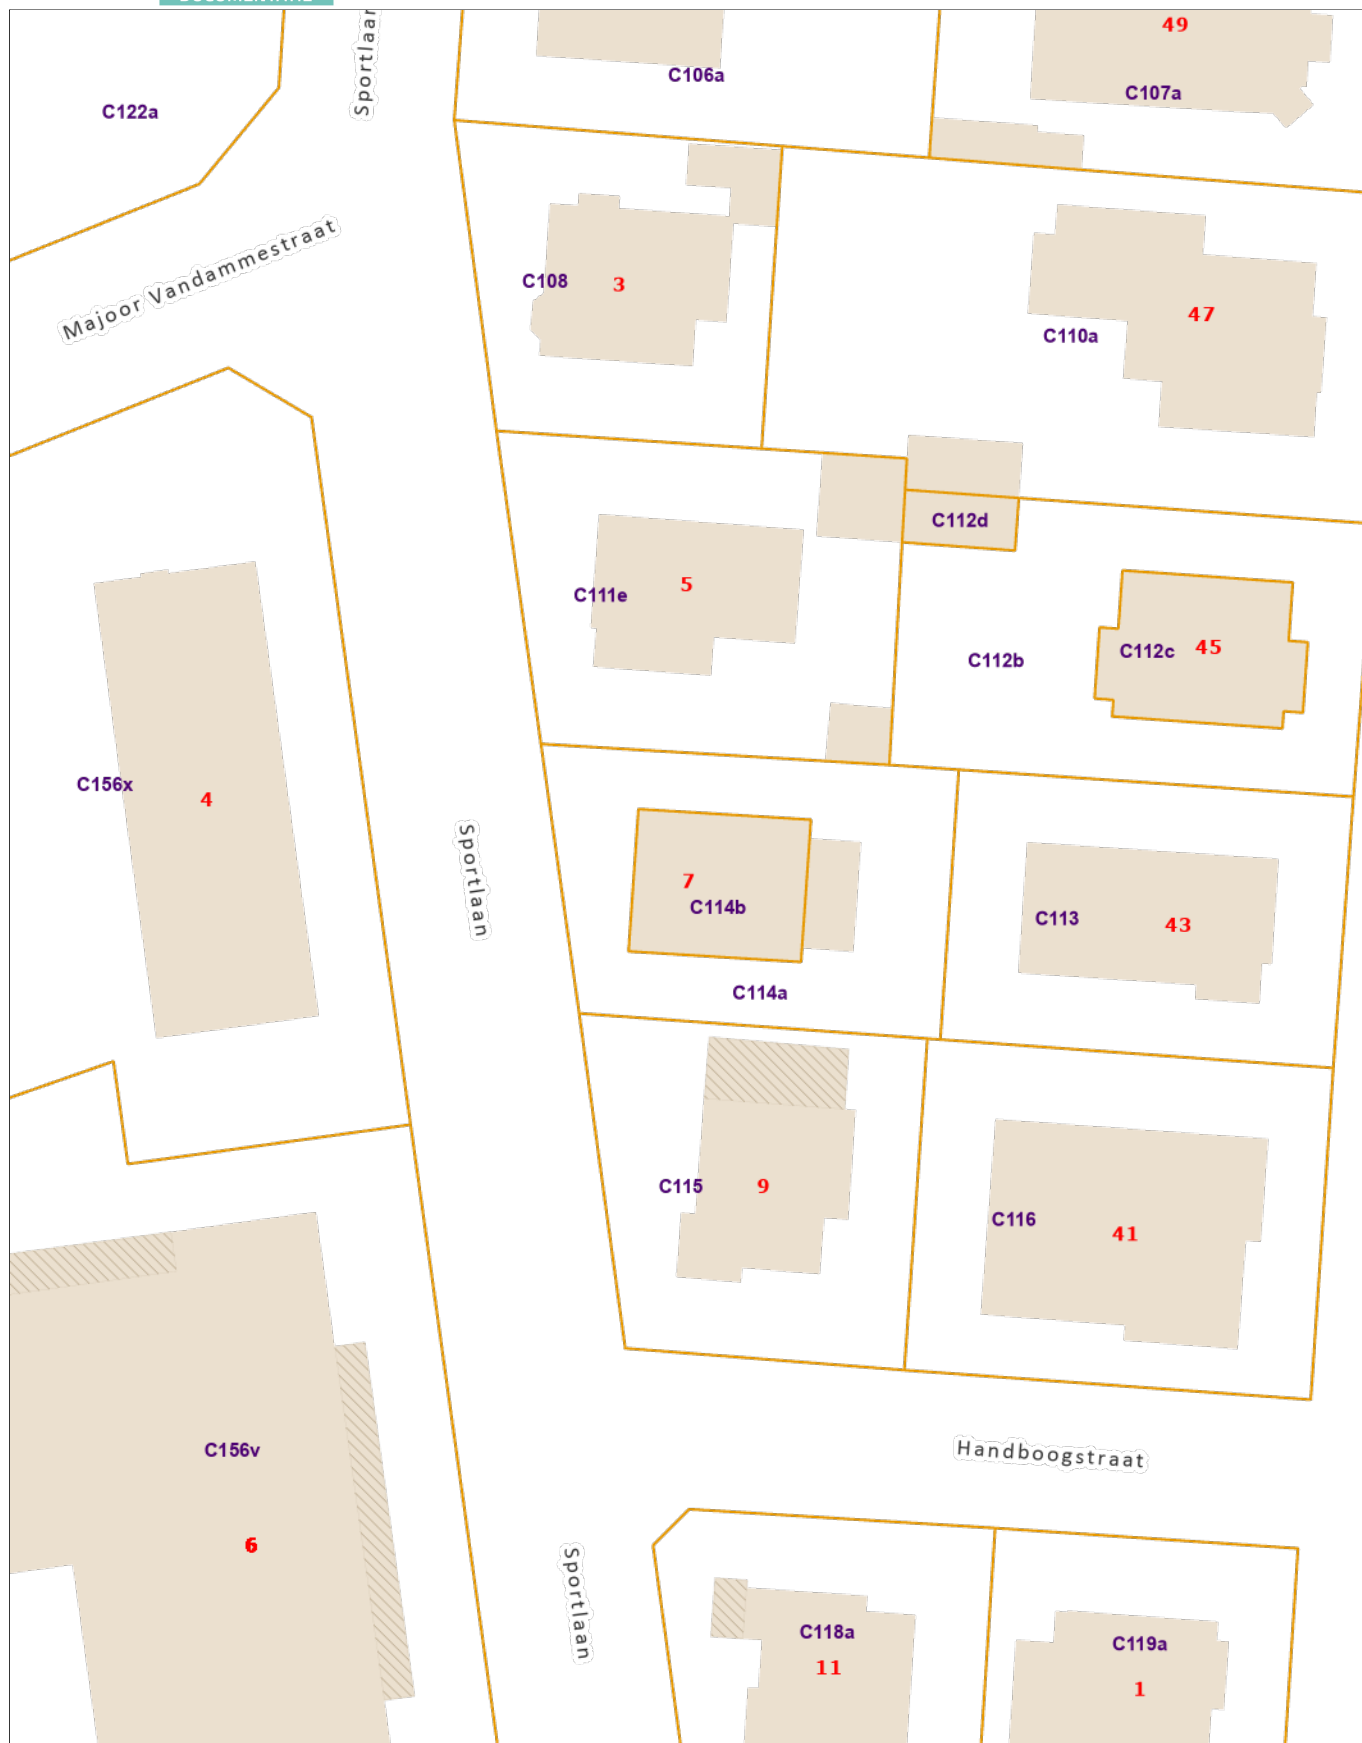 49
C106a
Sportlaan
C107a
C122a
Majoor Vandammestraat
C108
3
47
C110a
C112d
5
C111e
C112b
C112c
45
C156x
4
Sportlaan
7
C114b
C113
43
C114a
C115
9
C116
41
C156v
Handboogstraat
6
Sportlaan
C118a
C119a
11
1